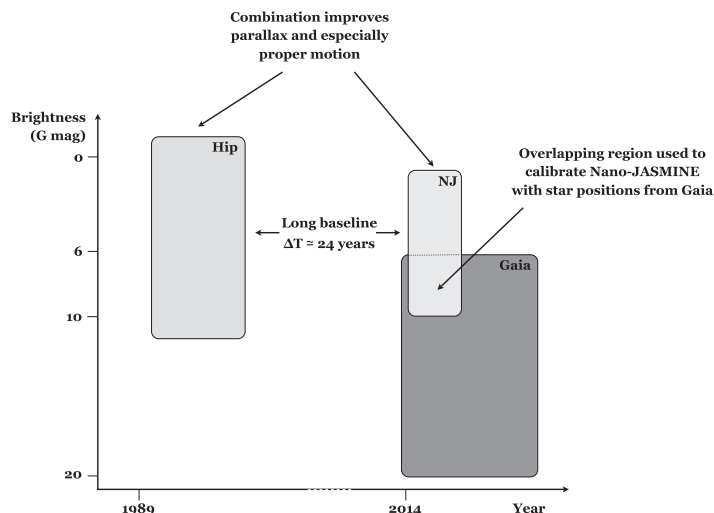 Combination improves
parallax and especially
proper motion
Brightness
(G mag)
0
Hip
Overlapping region used to
calibrate Nano-JASMINE
with star positions from Gaia
NJ
Long baseline
ΔT ≃ 24 years
6
Gaia
10
20
1989
2014
Year